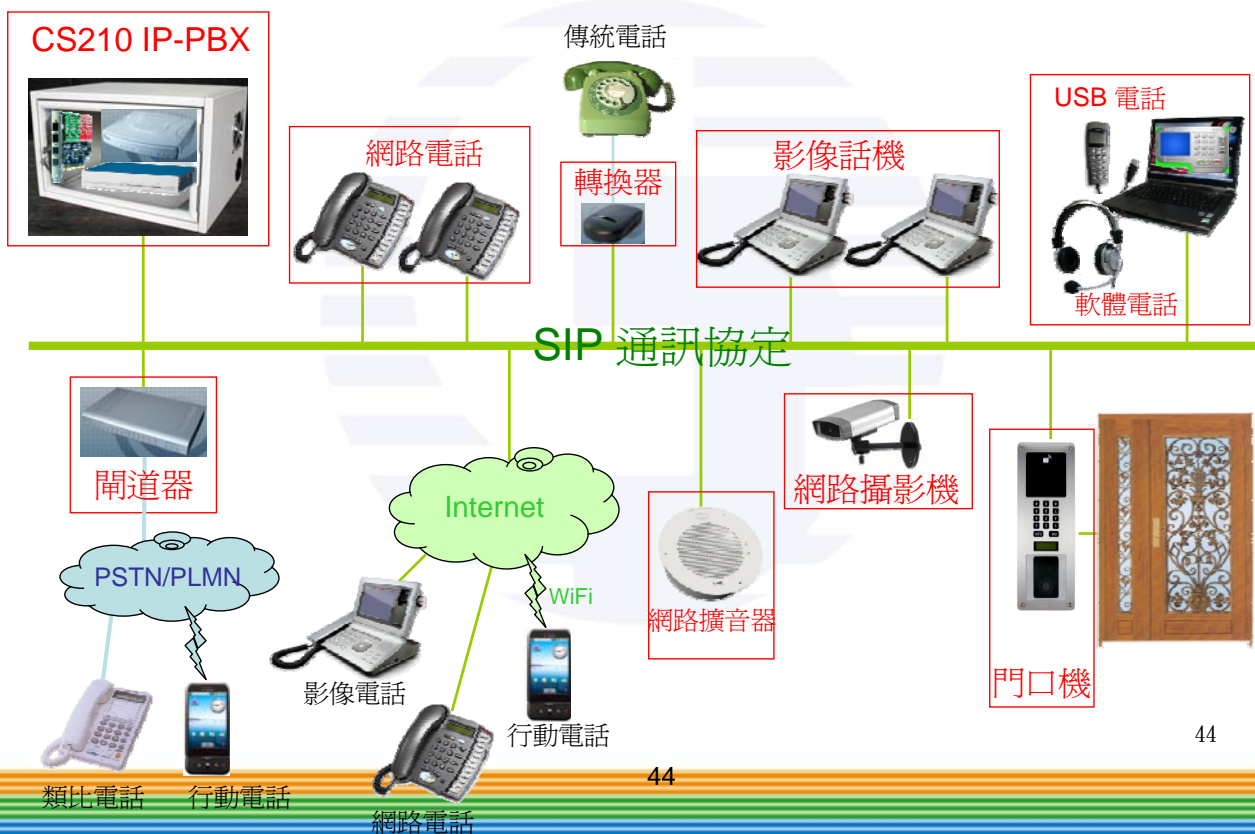 CS210 IP-PBX
傳統電話
網路電話
轉換器
影像話機
USB 電話
軟體電話
SIP 通訊協定
閘道器
Internet
網路攝影機
PSTN/PLMN
WiFi
網路擴音器
影像電話
門口機
行動電話
44
44
類比電話
行動電話
網路電話